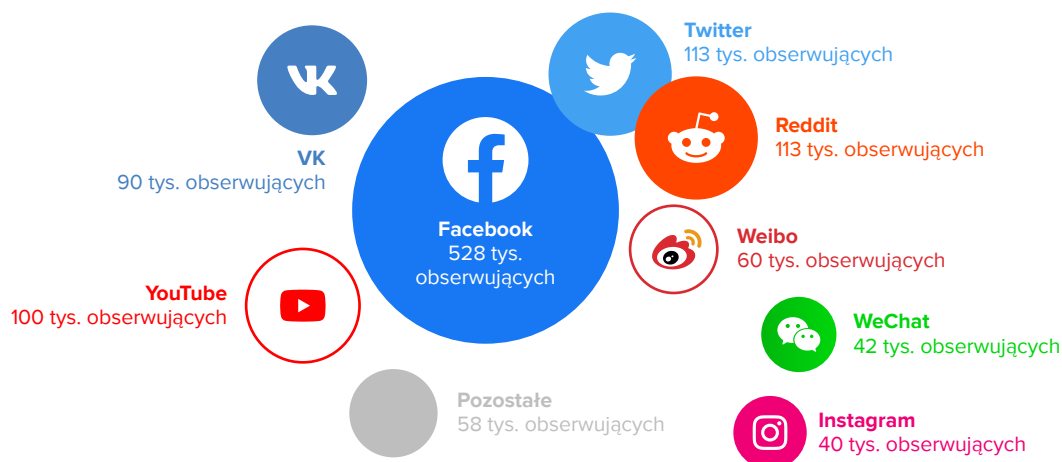 Twitter
113 tys. obserwujących
Reddit
113 tys. obserwujących
VK
90 tys. obserwujących
Facebook
528 tys.
obserwujących
Weibo
60 tys. obserwujących
YouTube
100 tys. obserwujących
WeChat
42 tys. obserwujących
Pozostałe
58 tys. obserwujących
Instagram
40 tys. obserwujących